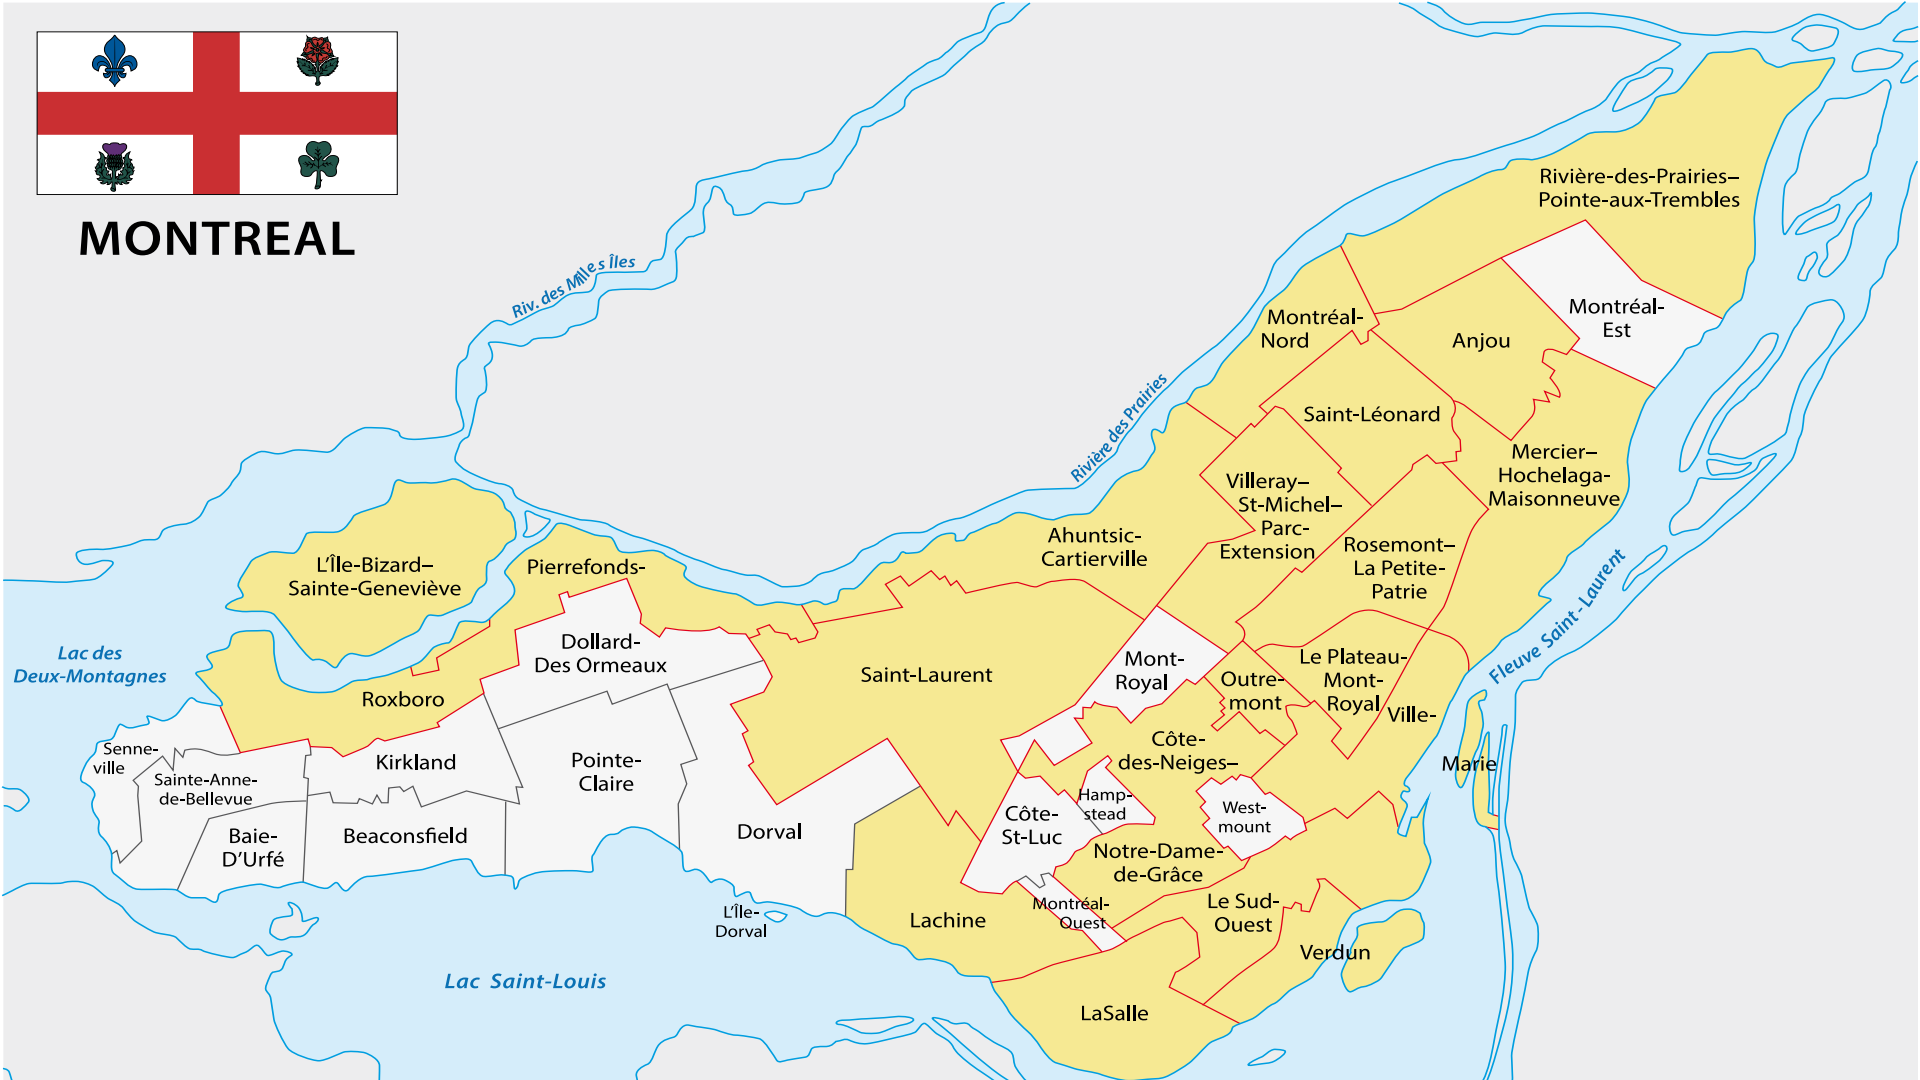 MONTREAL
Riv. des Milles Îles
Rivière des Prairies
Rivière-des-Prairies–
Pointe-aux-Trembles
Montréal-
Est
Montréal-
Nord
Anjou
Saint-Léonard
Mercier–
Hochelaga-
Maisonneuve
Villeray–
St-Michel–
Parc-
Extension
Ahuntsic-
Cartierville
Rosemont–
La Petite-
Patrie
Fleuve Saint-Laurent
L'Île-Bizard–
Sainte-Geneviève
Pierrefonds-
Roxboro
Dollard-
Des Ormeaux
Lac des
Deux-Montagnes
Saint-Laurent
Mont-
Royal
Outre-
mont
Le Plateau-
Mont-
Royal
Ville-
Marie
Senne-
ville
Sainte-Anne-
de-Bellevue
Kirkland
Pointe-
Claire
Côte-
des-Neiges–
Notre-Dame-
de-Grâce
Hamp-
stead
West-
mount
Côte-
St-Luc
Baie-
D'Urfé
Beaconsfield
Dorval
L'Île-
Dorval
Lachine
Montréal-
Ouest
Le Sud-
Ouest
Verdun
LaSalle
Lac Saint-Louis